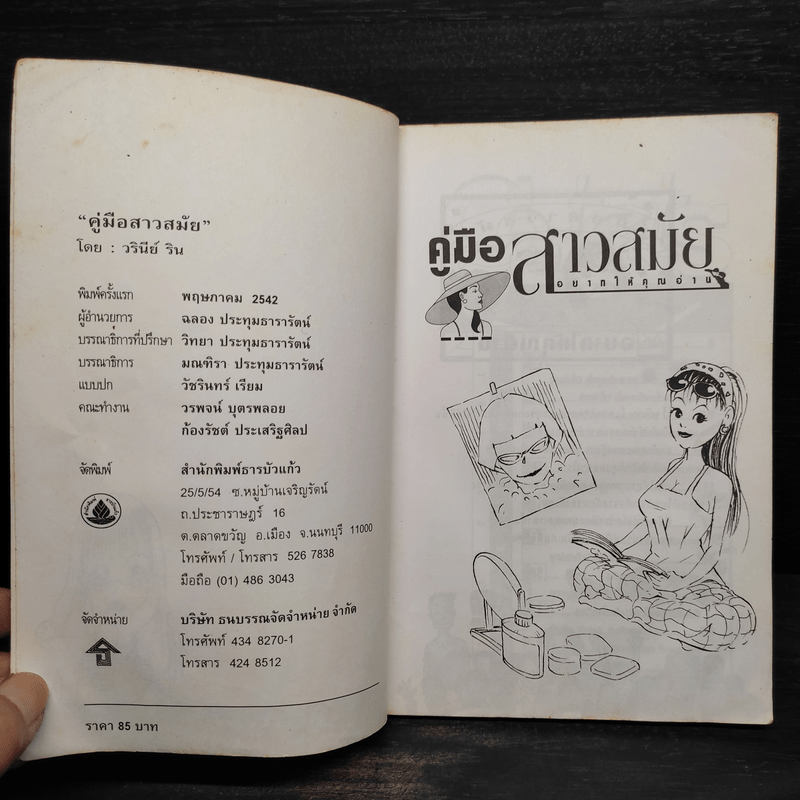 “คู่มือสาวสมัย”
โดย : วรินีย์ ริน
พิมพ์ครั้งแรก พฤษภาคม 2542
ผู้อำนวยการ ฉลอง ประทุมธารารัตน์
บรรณาธิการที่ปรึกษา วิทยา ประทุมธารารัตน์
บรรณาธิการ มณฑิรา ประทุมธารารัตน์
แบบปก วัชรินทร์ เรียม
คณะทำงาน วรพจน์ บุตรพลอย
ก้องรัชต์ ประเสริฐศิลป
จัดพิมพ์ สำนักพิมพ์ธารบัวแก้ว
25/5/54 ซ.หมู่บ้านเจริญรัตน์
ถ.ประชาราษฎร์ 16
ต.ตลาดขวัญ อ.เมือง จ.นนทบุรี 11000
โทรศัพท์ / โทรสาร 526 7838
มือถือ (01) 486 3043
จัดจำหน่าย บริษัท ธนบรรณจัดจำหน่าย จำกัด
โทรศัพท์ 434 8270-1
โทรสาร 424 8512
ราคา 85 บาท
คู่มือ สาวสมัย
อยากให้คุณอ่าน